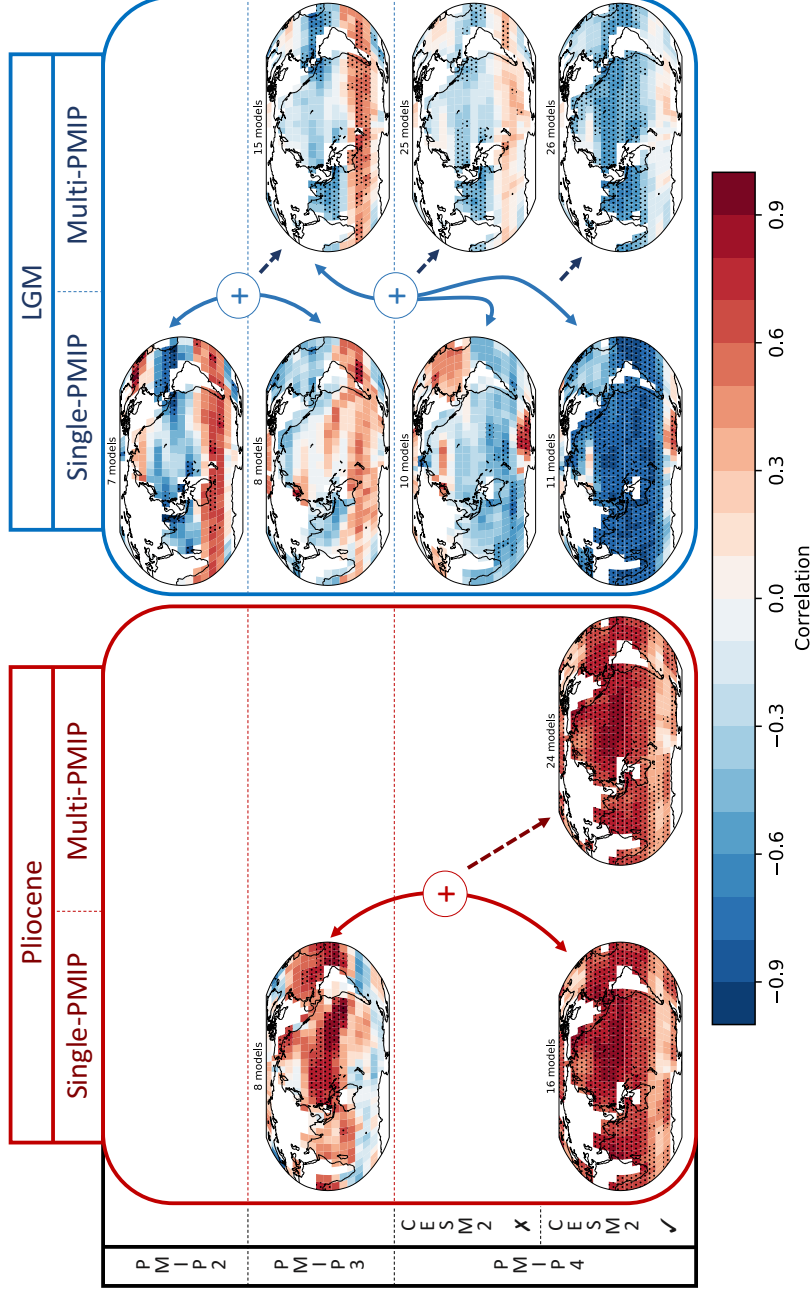 Pliocene
LGM
Single-PMIP
Multi-PMIP
Single-PMIP
Multi-PMIP
PMIP2
7 models
PMIP3
8 models
8 models
+
15 models
PMIP4
CESM2 ✗
+
10 models
+
25 models
CESM2 ✓
16 models
24 models
11 models
26 models
−0.9
−0.6
−0.3
0.0
0.3
0.6
0.9
Correlation